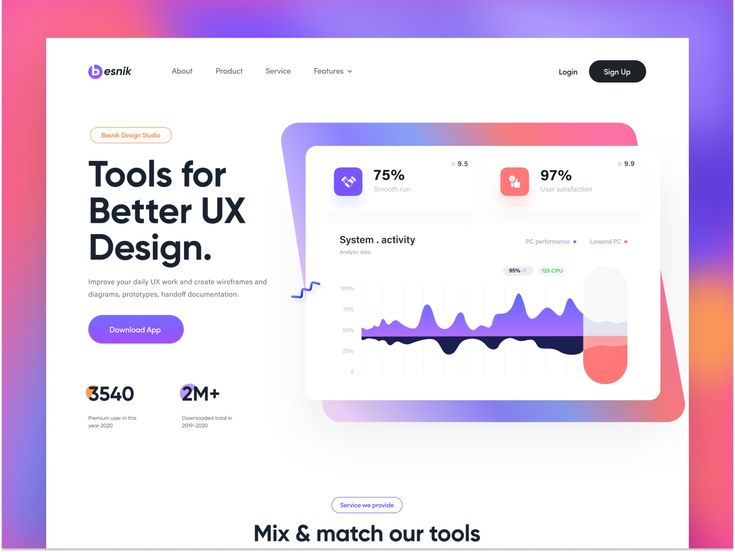 besnik
About
Product
Service
Features
Login
Sign Up
Besnik Design Studio
Tools for
Better UX
Design.
Improve your daily UX work and create wireframes and
diagrams, prototypes, handoff documentation.
Download App
3540
Premium user in this
year 2020
2M+
Downloaded total in
2019-2020
75%
Smooth run
9.5
97%
User satisfaction
9.9
System . activity
Analytic data
PC performance
Lowend PC
95%
125 CPU
100%
75%
50%
25%
0
Service we provide
Mix & match our tools